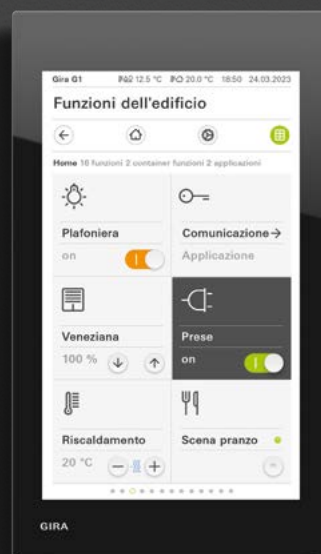 Gira G1 12.5 °C 20.0 °C 18:50 24.03.2023
Funzioni dell'edificio
Home 16 funzioni 2 container funzioni 2 applicazioni
Plafoniera
on
Comunicazione
Applicazione
Veneziana
100 %
Prese
on
Riscaldamento
20 °C
Scena pranzo
GIRA